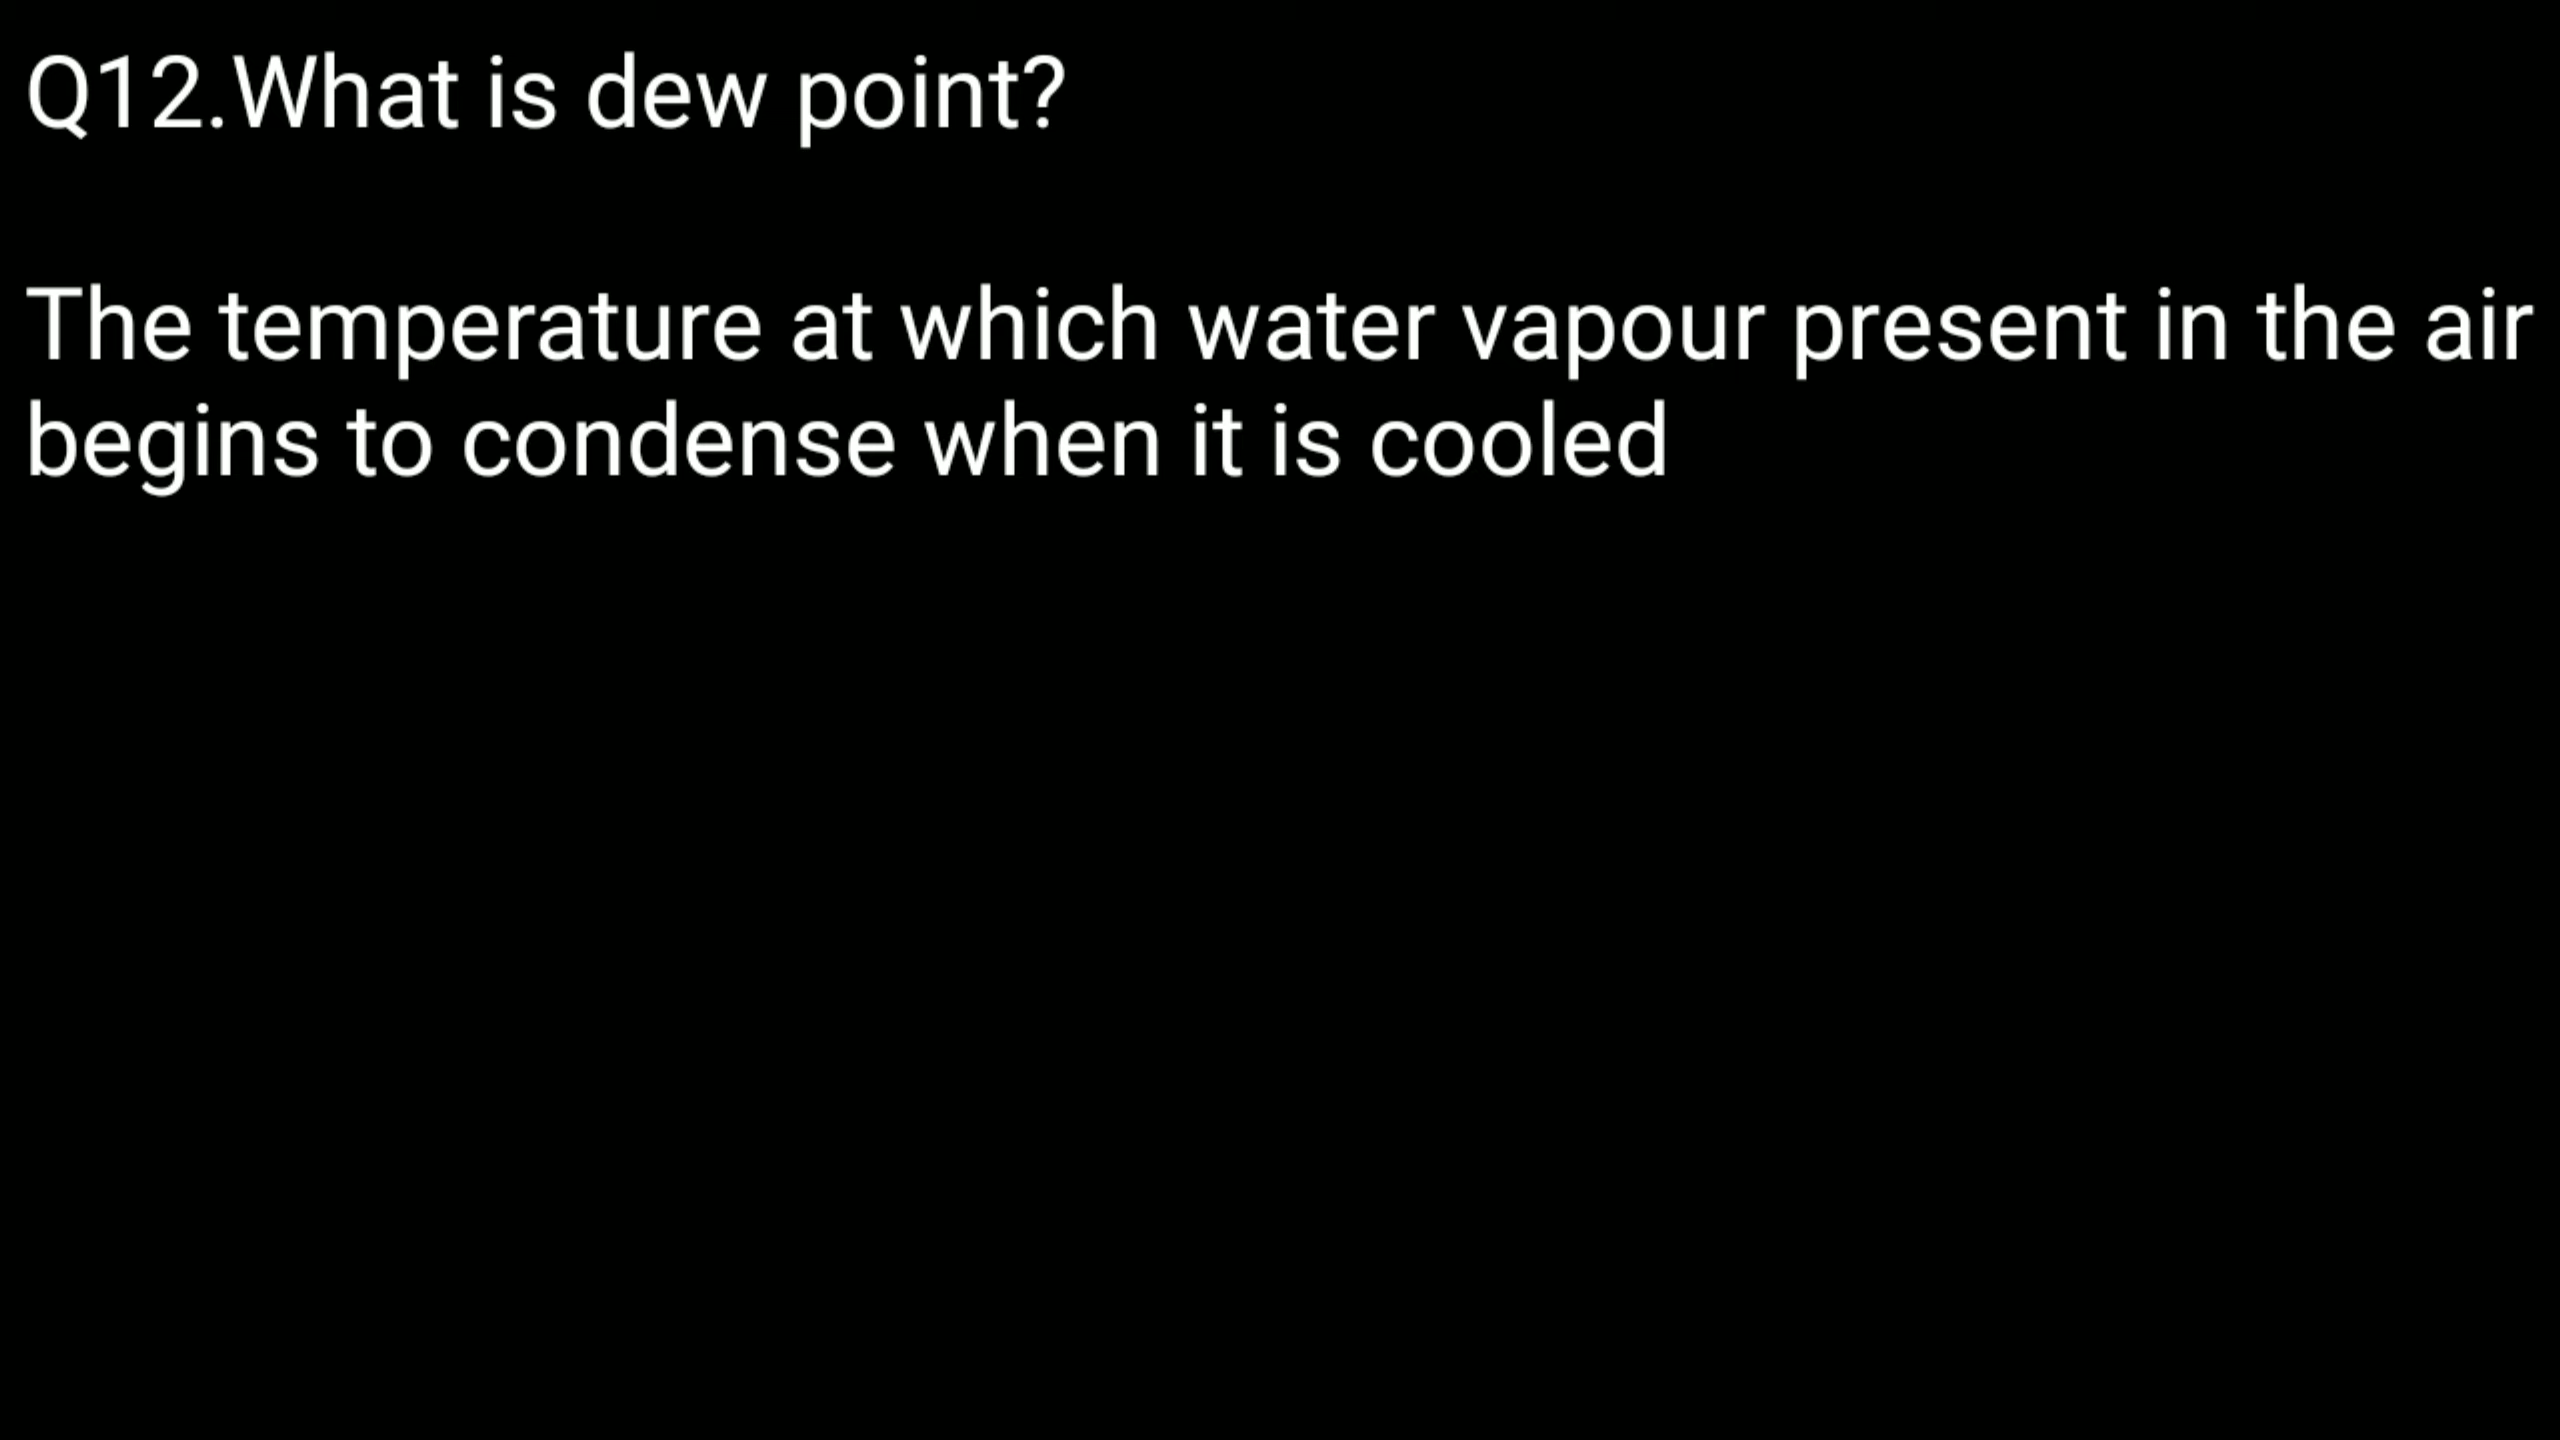 Q12.What is dew point?
The temperature at which water vapour present in the air
begins to condense when it is cooled